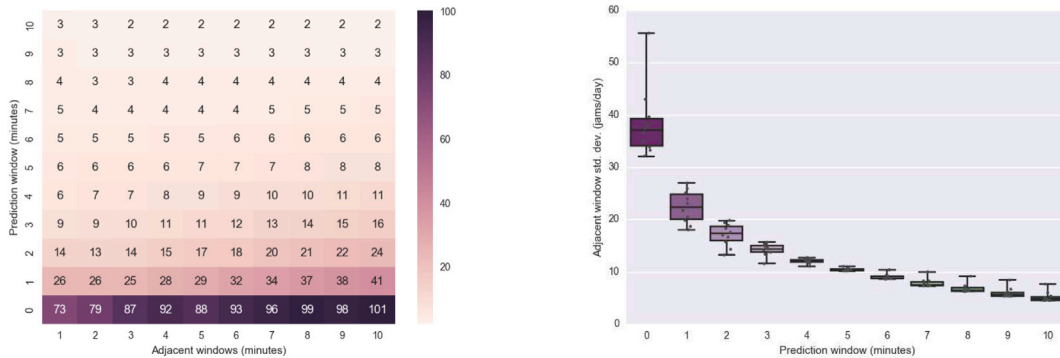 10 3 3 2 2 2 2 2 2 2 2
9 3 3 3 3 3 3 3 3 3 3
8 4 3 3 4 4 4 4 4 4 4
7 5 4 4 4 4 4 5 5 5 5
6 5 5 5 5 5 6 6 6 6 6
5 6 6 6 6 7 7 7 8 8 8
4 6 7 7 8 9 9 10 10 11 11
3 9 9 10 11 11 12 13 14 15 16
2 14 13 14 15 17 18 20 21 22 24
1 26 26 25 28 29 32 34 37 38 41
0 73 79 87 92 88 93 96 99 98 101
1 2 3 4 5 6 7 8 9 10
Adjacent windows (minutes)
Prediction window (minutes)
100
80
60
40
20
60
50
40
30
20
10
0
Adjacent window std. dev. (jams/day)
0 1 2 3 4 5 6 7 8 9 10
Prediction window (minutes)